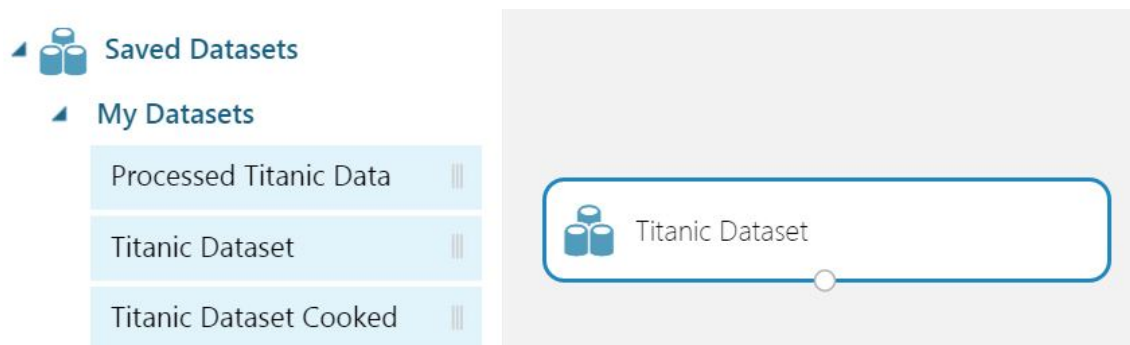 Saved Datasets
My Datasets
Processed Titanic Data
Titanic Dataset
Titanic Dataset Cooked
Titanic Dataset